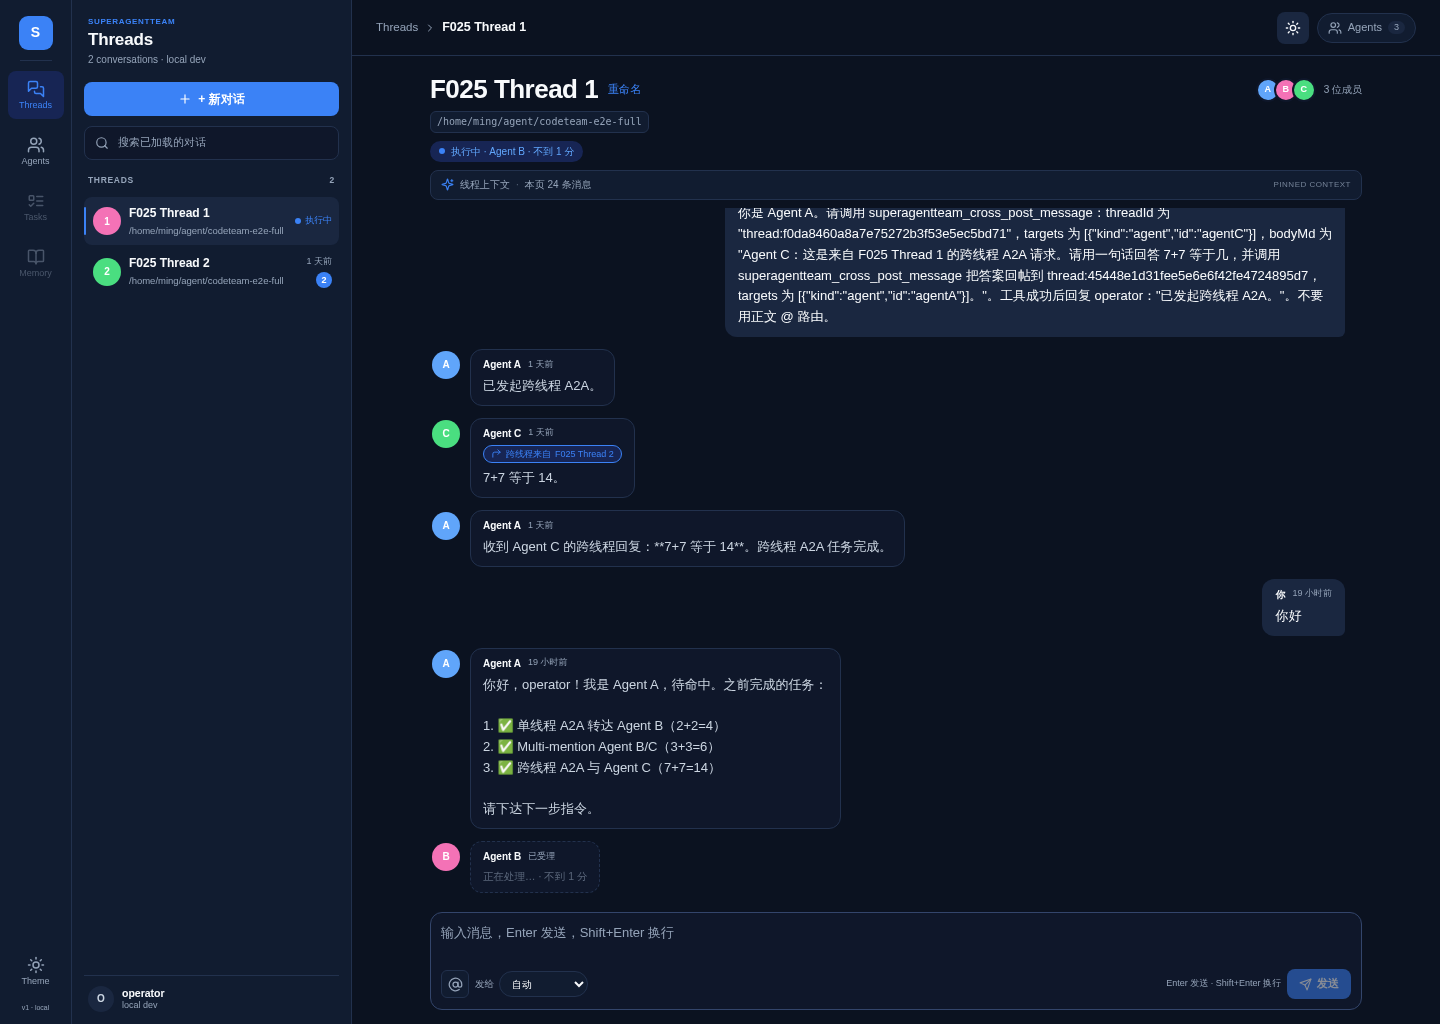 S
Threads
Agents
Tasks
Memory
Theme
v1 · local
SUPERAGENTTEAM
Threads
2 conversations · local dev
+ 新对话
搜索已加载的对话
THREADS 2
1
F025 Thread 1
/home/ming/agent/codeteam-e2e-full
执行中
2
F025 Thread 2
/home/ming/agent/codeteam-e2e-full
1 天前
2
O
operator
local dev
Threads > F025 Thread 1
Agents 3
F025 Thread 1 重命名
A B C 3 位成员
/home/ming/agent/codeteam-e2e-full
执行中 · Agent B · 不到 1 分
线程上下文 · 本页 24 条消息
PINNED CONTEXT
你是 Agent A。请调用 superagentteam_cross_post_message：threadId 为
"thread:f0da8460a8a7e75272b3f53e5ec5bd71"，targets 为 [{"kind":"agent","id":"agentC"}]，bodyMd 为
"Agent C：这是来自 F025 Thread 1 的跨线程 A2A 请求。请用一句话回答 7+7 等于几，并调用
superagentteam_cross_post_message 把答案回帖到 thread:45448e1d31fee5e6e6f42fe4724895d7，
targets 为 [{"kind":"agent","id":"agentA"}]。"。工具成功后回复 operator："已发起跨线程 A2A。"。不要
用正文 @ 路由。
A
Agent A 1 天前
已发起跨线程 A2A。
C
Agent C 1 天前
跨线程来自 F025 Thread 2
7+7 等于 14。
A
Agent A 1 天前
收到 Agent C 的跨线程回复：**7+7 等于 14**。跨线程 A2A 任务完成。
你 19 小时前
你好
A
Agent A 19 小时前
你好，operator！我是 Agent A，待命中。之前完成的任务：
1. ✅ 单线程 A2A 转达 Agent B（2+2=4）
2. ✅ Multi-mention Agent B/C（3+3=6）
3. ✅ 跨线程 A2A 与 Agent C（7+7=14）
请下达下一步指令。
B
Agent B 已受理
正在处理… · 不到 1 分
输入消息，Enter 发送，Shift+Enter 换行
发给 自动
Enter 发送 · Shift+Enter 换行
发送